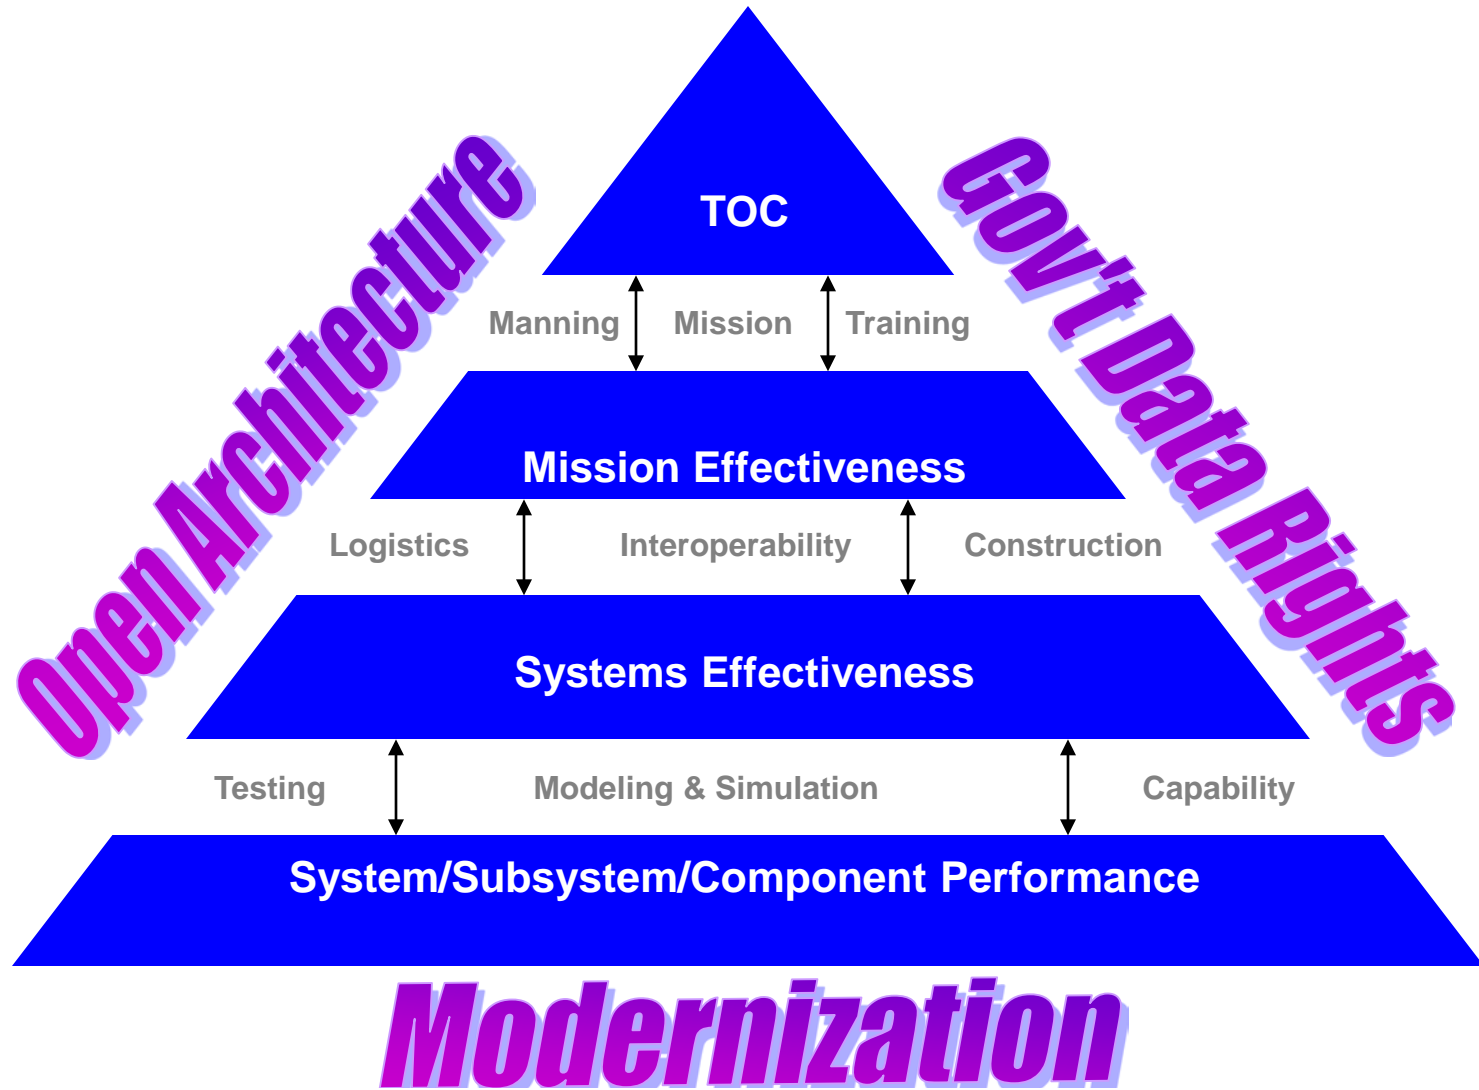 TOC
Open Architecture
Gov't Data Rights
Manning Mission Training
Mission Effectiveness
Logistics Interoperability Construction
Systems Effectiveness
Testing Modeling & Simulation Capability
System/Subsystem/Component Performance
Modernization